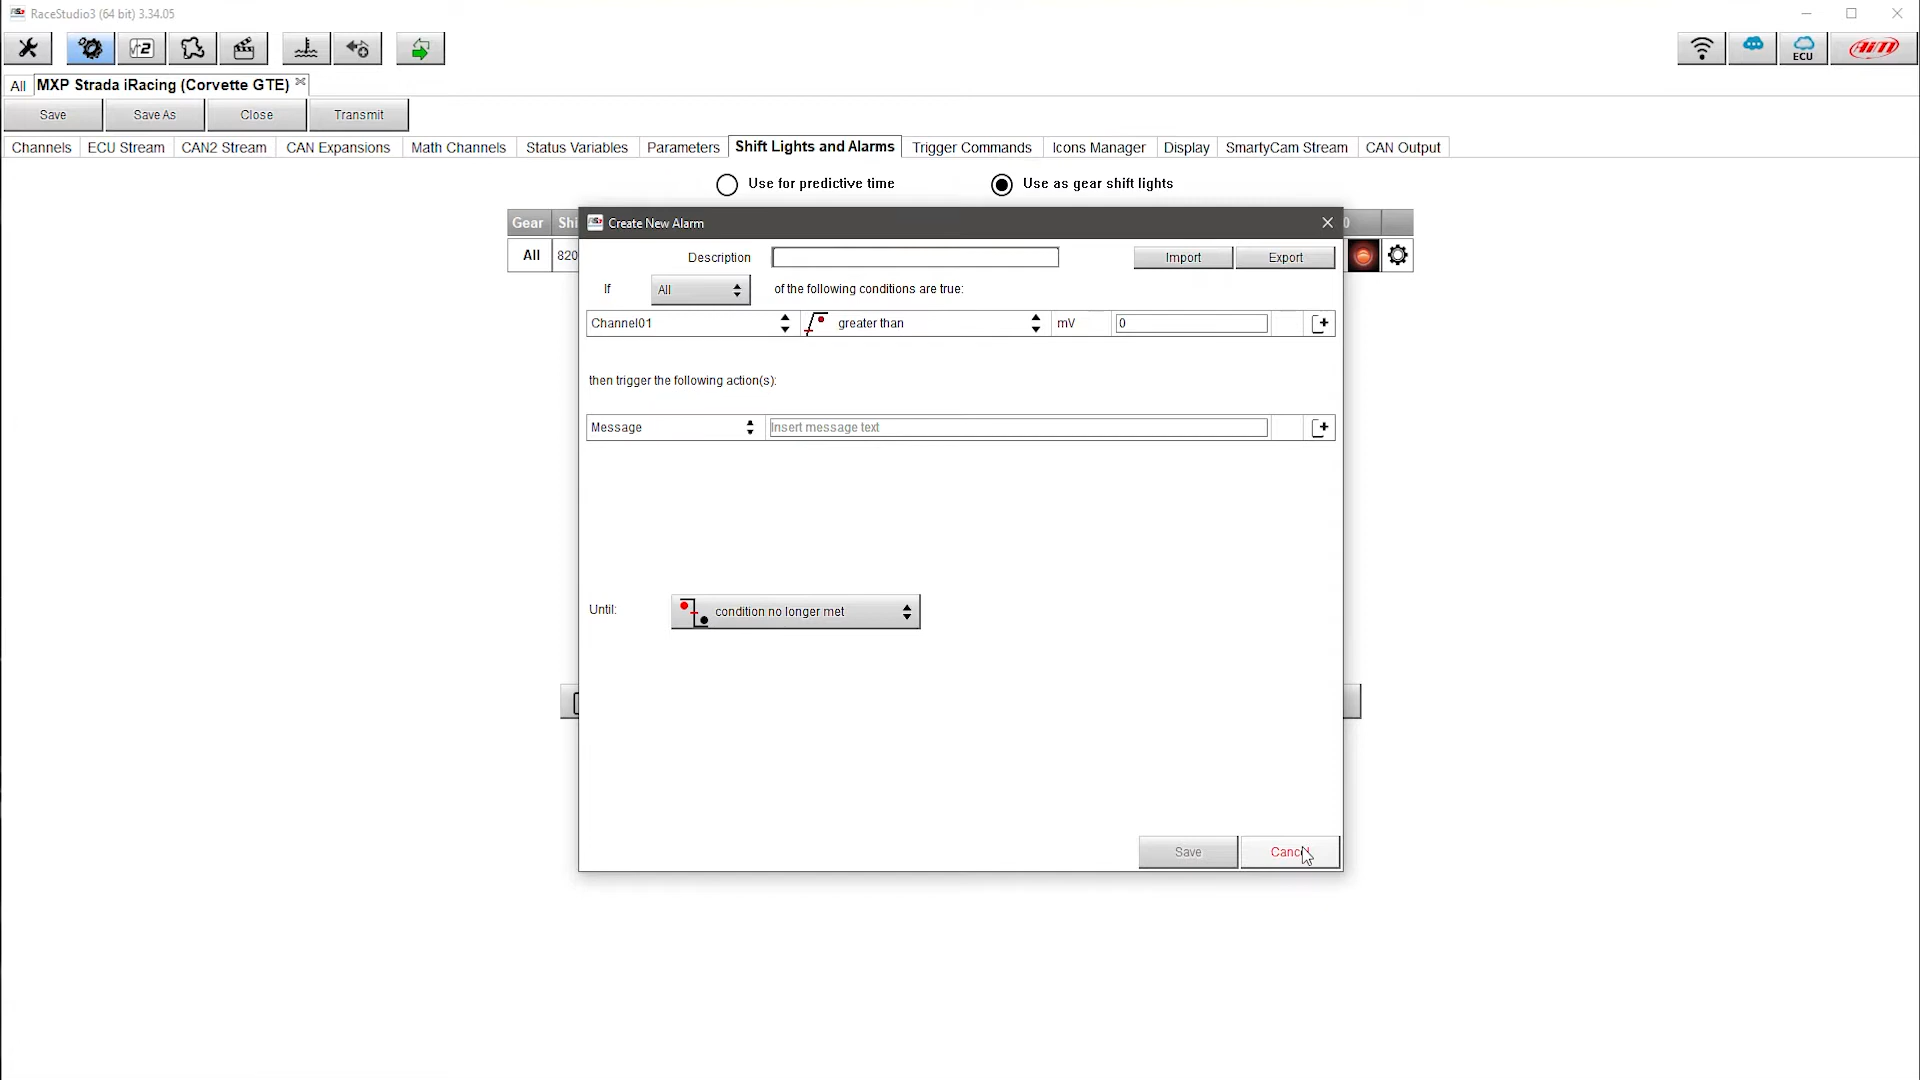 RaceStudio3 (64 bit) 3.34.05
ECU
All MXP Strada iRacing (Corvette GTE)
Save Save As Close Transmit
Channels ECU Stream CAN2 Stream CAN Expansions Math Channels Status Variables Parameters Shift Lights and Alarms Trigger Commands Icons Manager Display SmartyCam Stream CAN Output
Use for predictive time Use as gear shift lights
Gear Shi
Create New Alarm
All 820
Description Import Export
If All of the following conditions are true:
Channel01 greater than mV 0
then trigger the following action(s):
Message Insert message text
Until: condition no longer met
Save Cancel